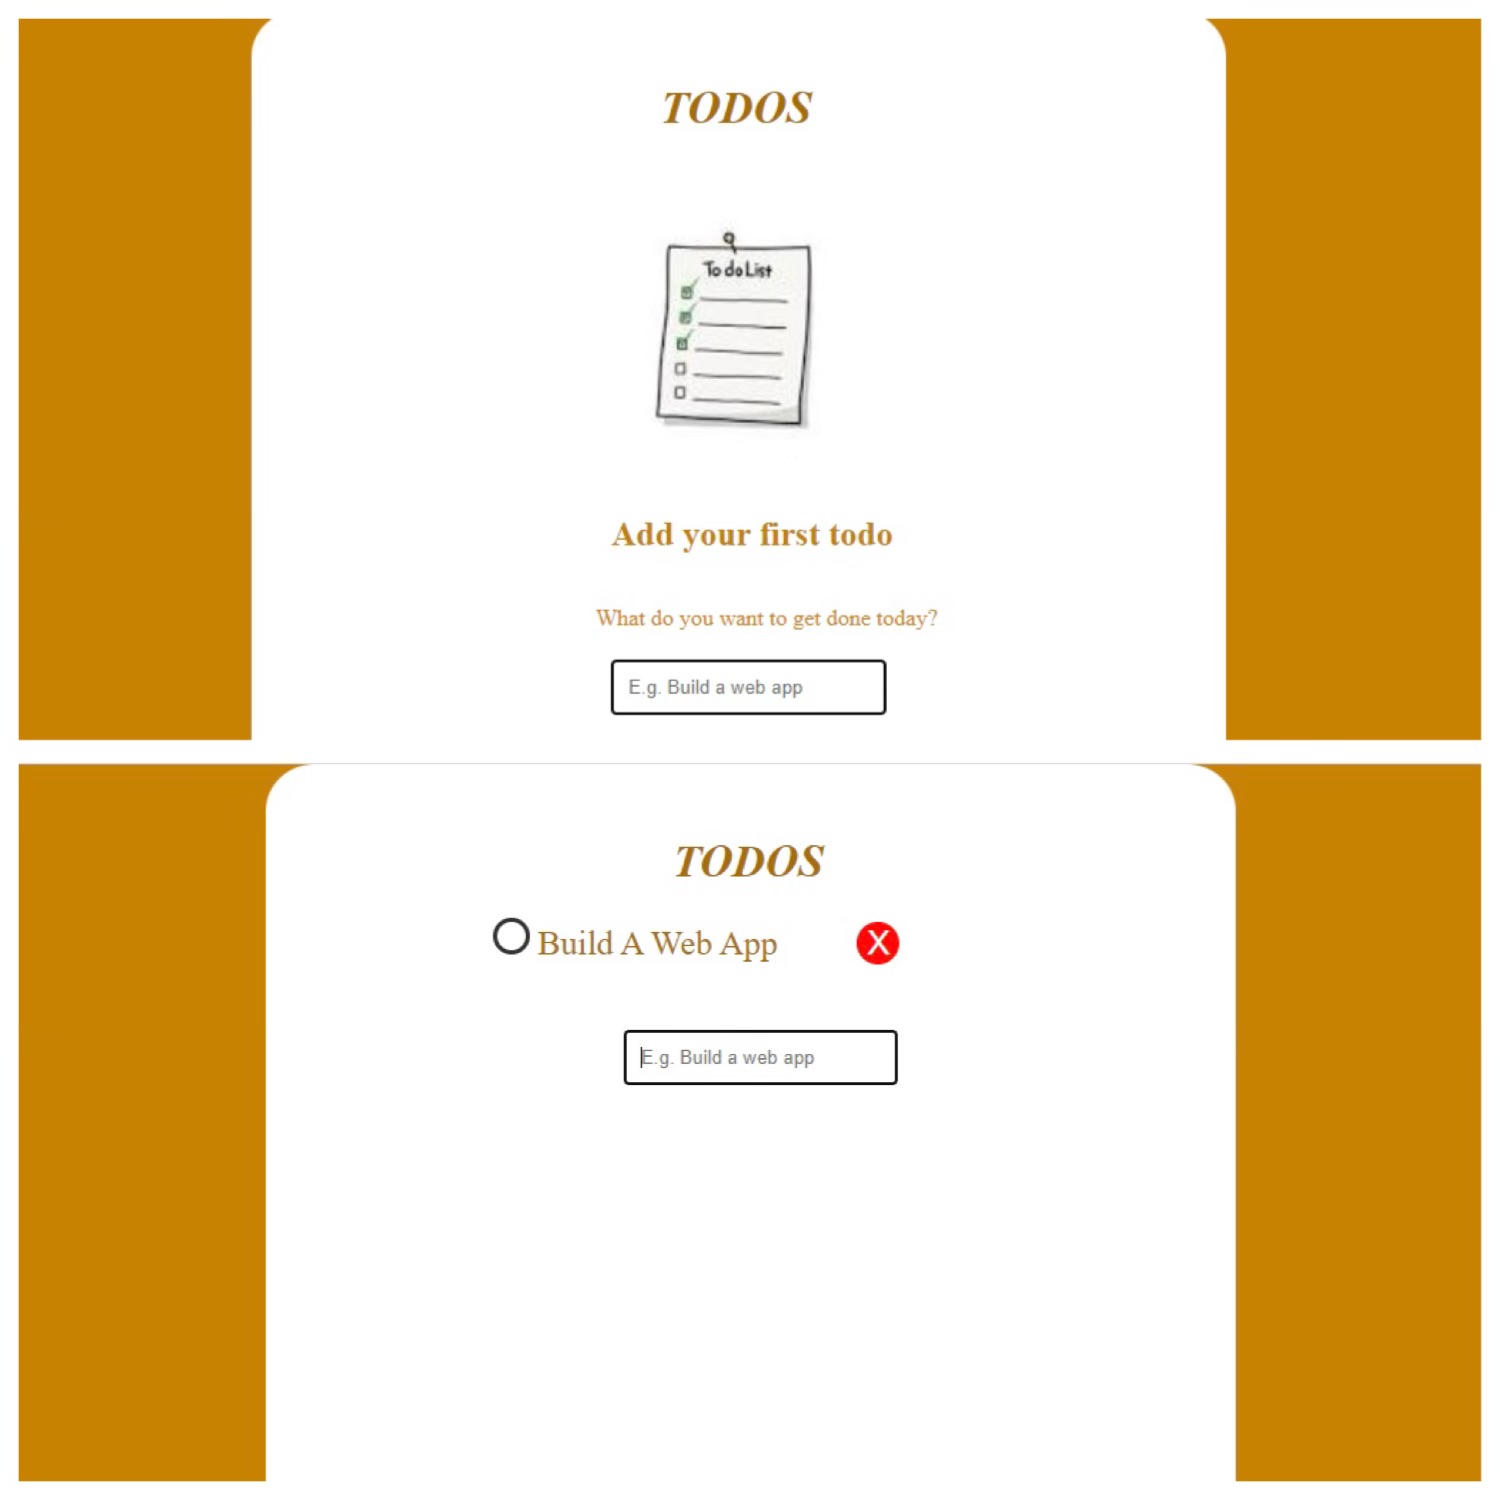 TODOS
To do List
Add your first todo
What do you want to get done today?
E.g. Build a web app
TODOS
Build A Web App X
E.g. Build a web app